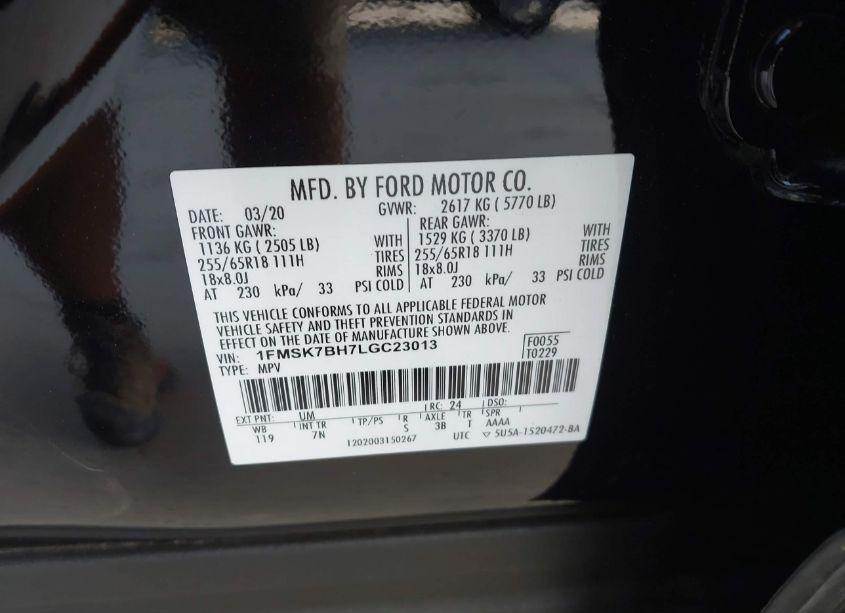 MFD. BY FORD MOTOR CO.
DATE: 03/20 GVWR: 2617 KG ( 5770 LB)
FRONT GAWR: REAR GAWR:
1136 KG ( 2505 LB) WITH 1529 KG ( 3370 LB) WITH
255/65R18 111H TIRES 255/65R18 111H TIRES
18x8.0J RIMS 18x8.0J RIMS
AT 230 kPa/ 33 PSI COLD AT 230 kPa/ 33 PSI COLD
THIS VEHICLE CONFORMS TO ALL APPLICABLE FEDERAL MOTOR
VEHICLE SAFETY AND THEFT PREVENTION STANDARDS IN
EFFECT ON THE DATE OF MANUFACTURE SHOWN ABOVE.
VIN: 1FMSK7BH7LGC23013 F0055
TYPE: MPV T0229
EXT PNT: UM RC: 24 DSO:
WB INT TR TP/PS R AXLE TR SPR
119 7N S 3B T AAAA
1202003150267 UTC ▽ 5U5A-1520472-BA